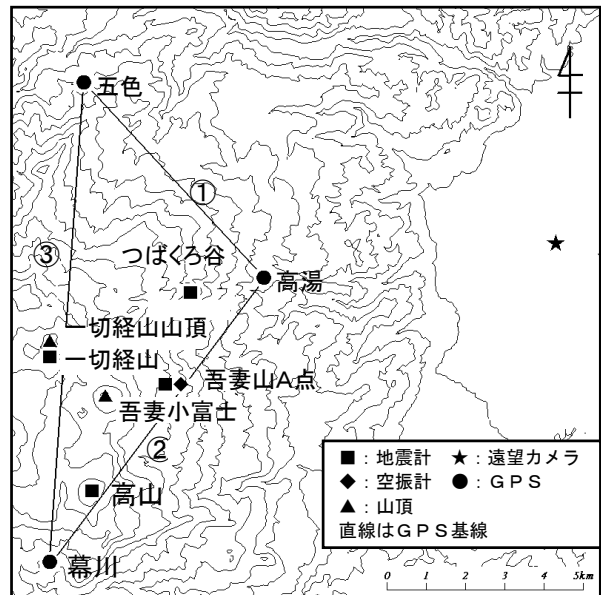 五色
①
つばくろ谷
③
高湯
一切経山山頂
一切経山
吾妻山A点
吾妻小富士
②
高山
幕川
■：地震計 ★：遠望カメラ
◆：空振計 ●：ＧＰＳ
▲：山頂
直線はＧＰＳ基線
0 1 2 3 4 5km